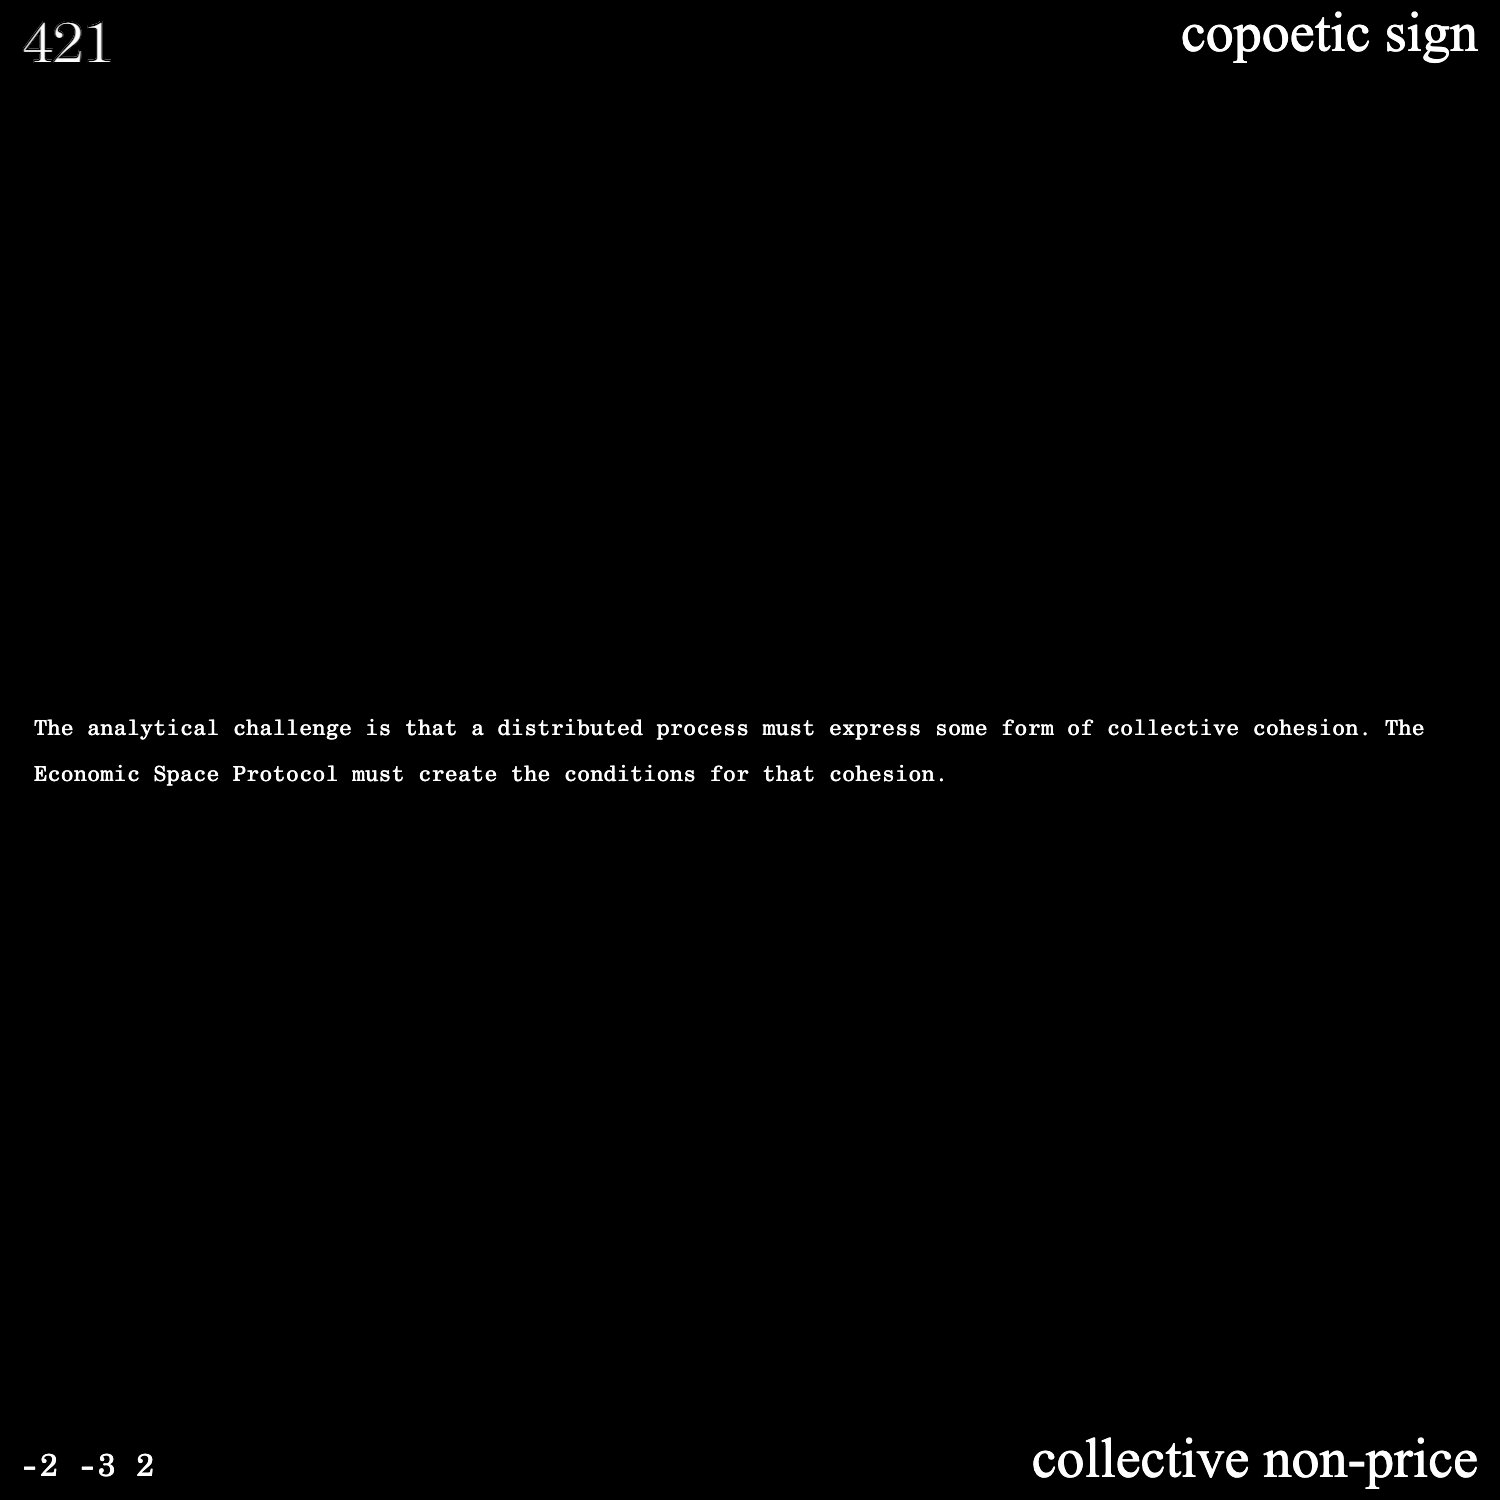 421
copoetic sign
The analytical challenge is that a distributed process must express some form of collective cohesion. The
Economic Space Protocol must create the conditions for that cohesion.
-2 -3 2
collective non-price